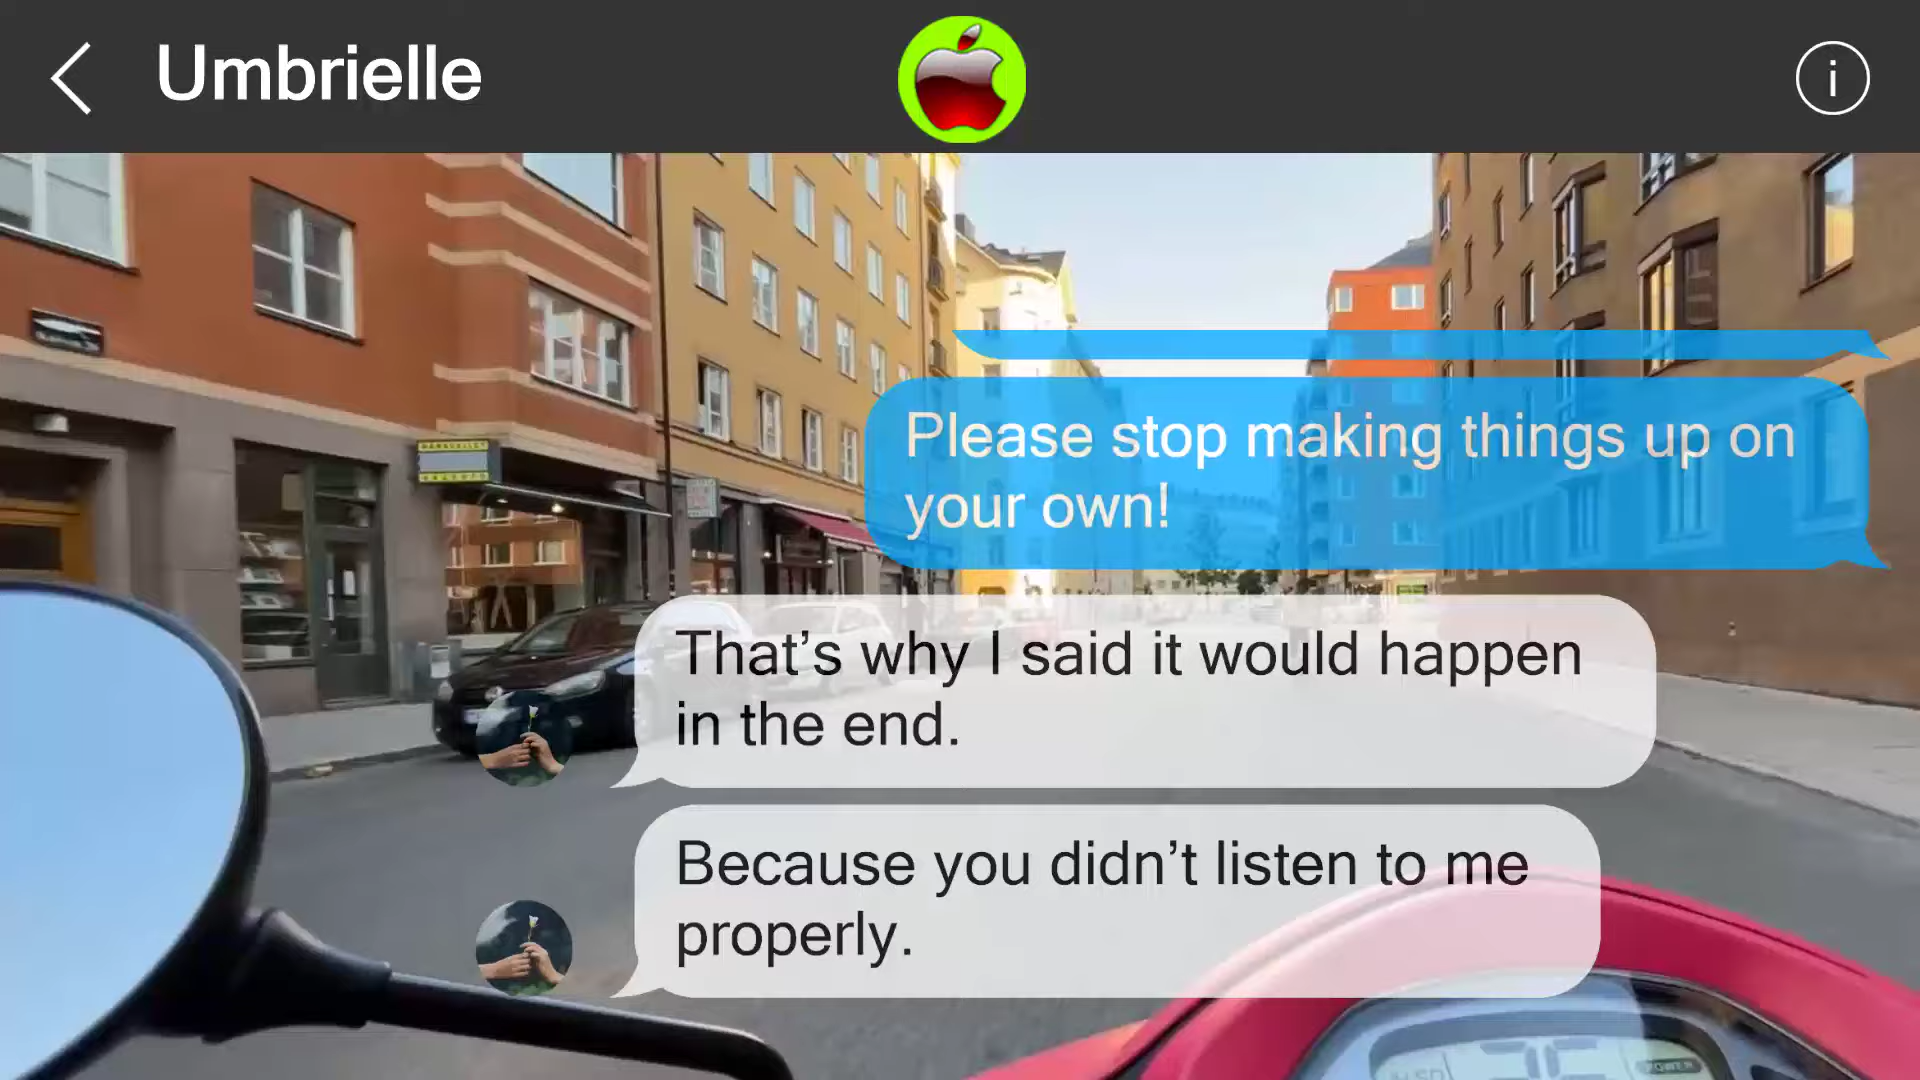 Umbrielle
i
Please stop making things up on
your own!
That’s why I said it would happen
in the end.
Because you didn’t listen to me
properly.
POWER